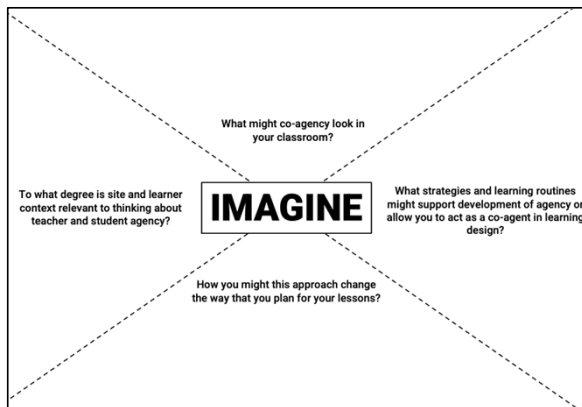 What might co-agency look in
your classroom?
To what degree is site and learner
context relevant to thinking about
teacher and student agency?
IMAGINE
What strategies and learning routines
might support development of agency or
allow you to act as a co-agent in learning
design?
How you might this approach change
the way that you plan for your lessons?